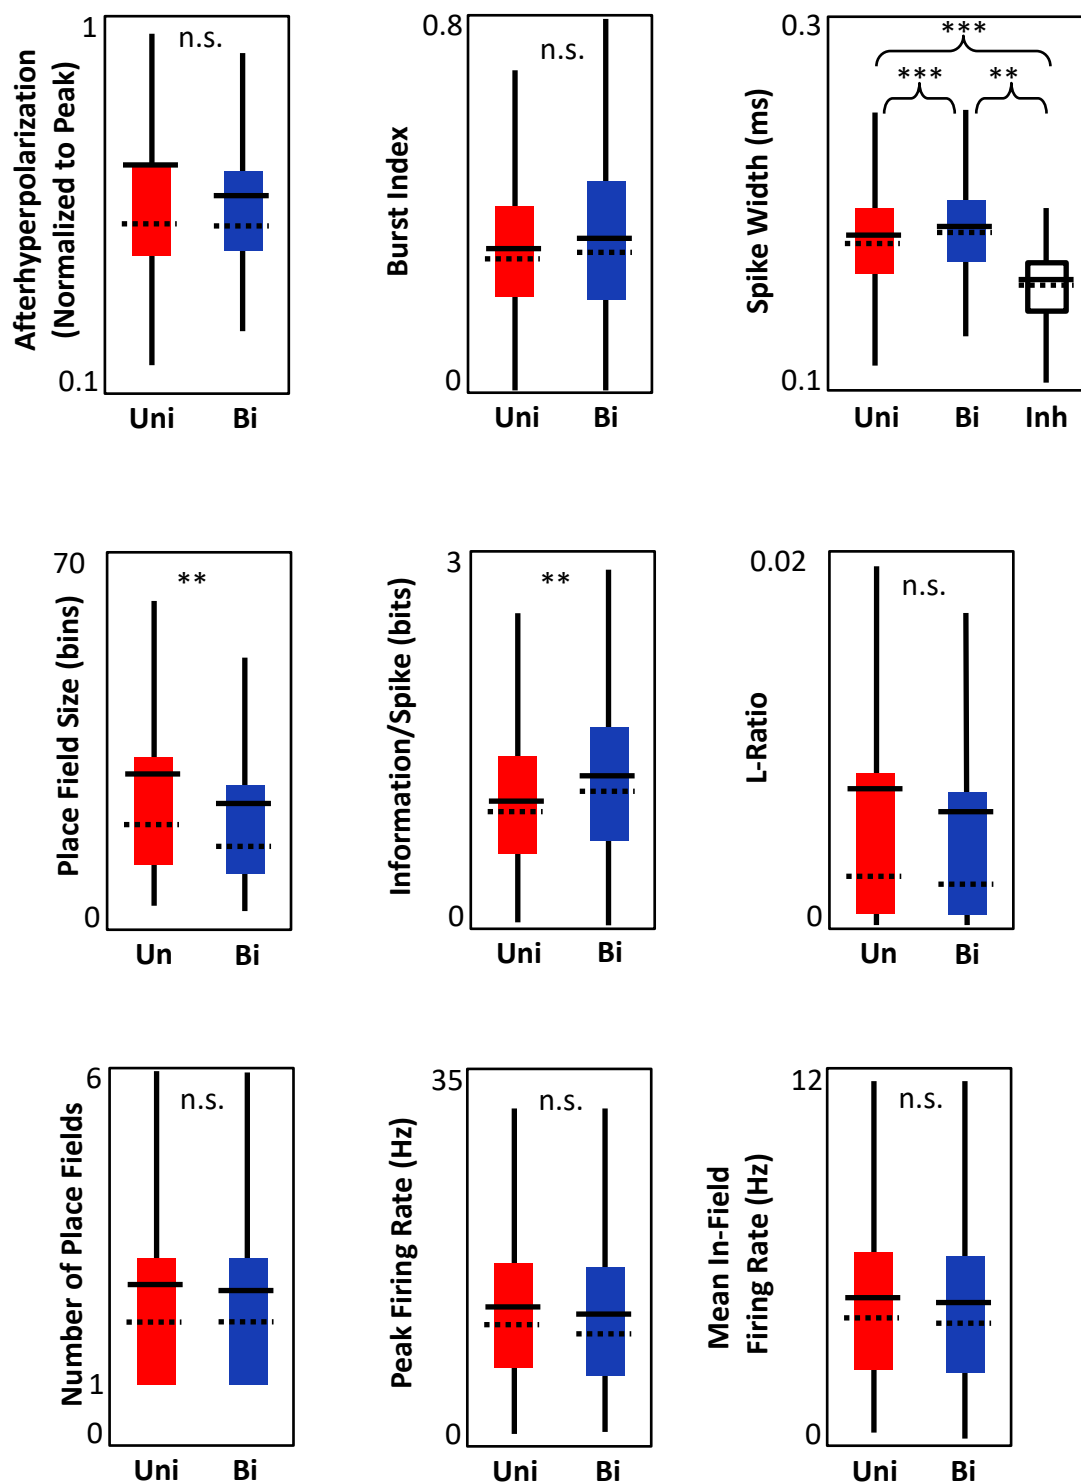 Afterhyperpolarization
(Normalized to Peak)
1
0.1
n.s.
Uni
Bi
Burst Index
0.8
0
n.s.
Uni
Bi
Spike Width (ms)
0.3
0.1
***
***
**
Uni
Bi
Inh
Place Field Size (bins)
70
0
**
Un
Bi
Information/Spike (bits)
3
0
**
Uni
Bi
L-Ratio
0.02
0
n.s.
Un
Bi
Number of Place Fields
6
1
0
n.s.
Uni
Bi
Peak Firing Rate (Hz)
35
0
n.s.
Uni
Bi
Mean In-Field
Firing Rate (Hz)
12
0
n.s.
Uni
Bi